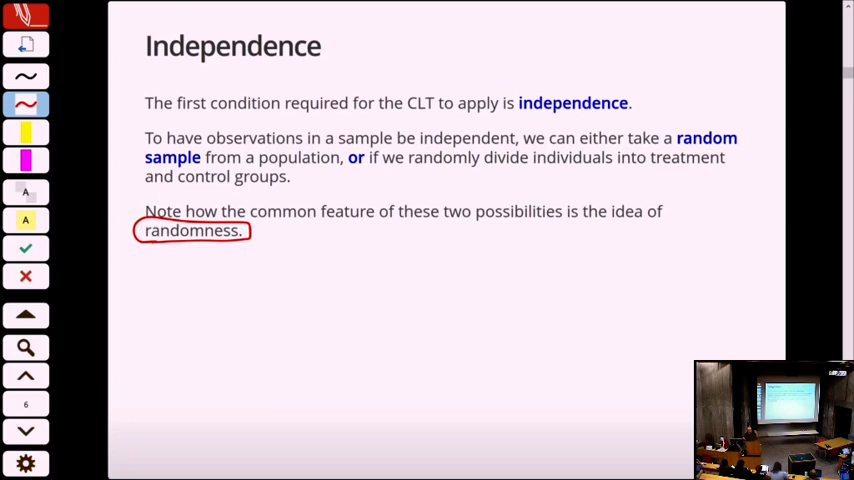 Independence
The first condition required for the CLT to apply is independence.
To have observations in a sample be independent, we can either take a random
sample from a population, or if we randomly divide individuals into treatment
and control groups.
Note how the common feature of these two possibilities is the idea of
randomness.
A
A
6